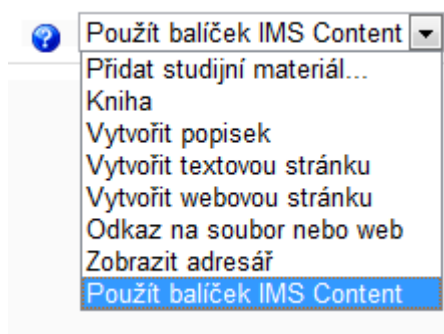 Použít balíček IMS Content
Přidat studijní materiál...
Kniha
Vytvořit popisek
Vytvořit textovou stránku
Vytvořit webovou stránku
Odkaz na soubor nebo web
Zobrazit adresář
Použít balíček IMS Content